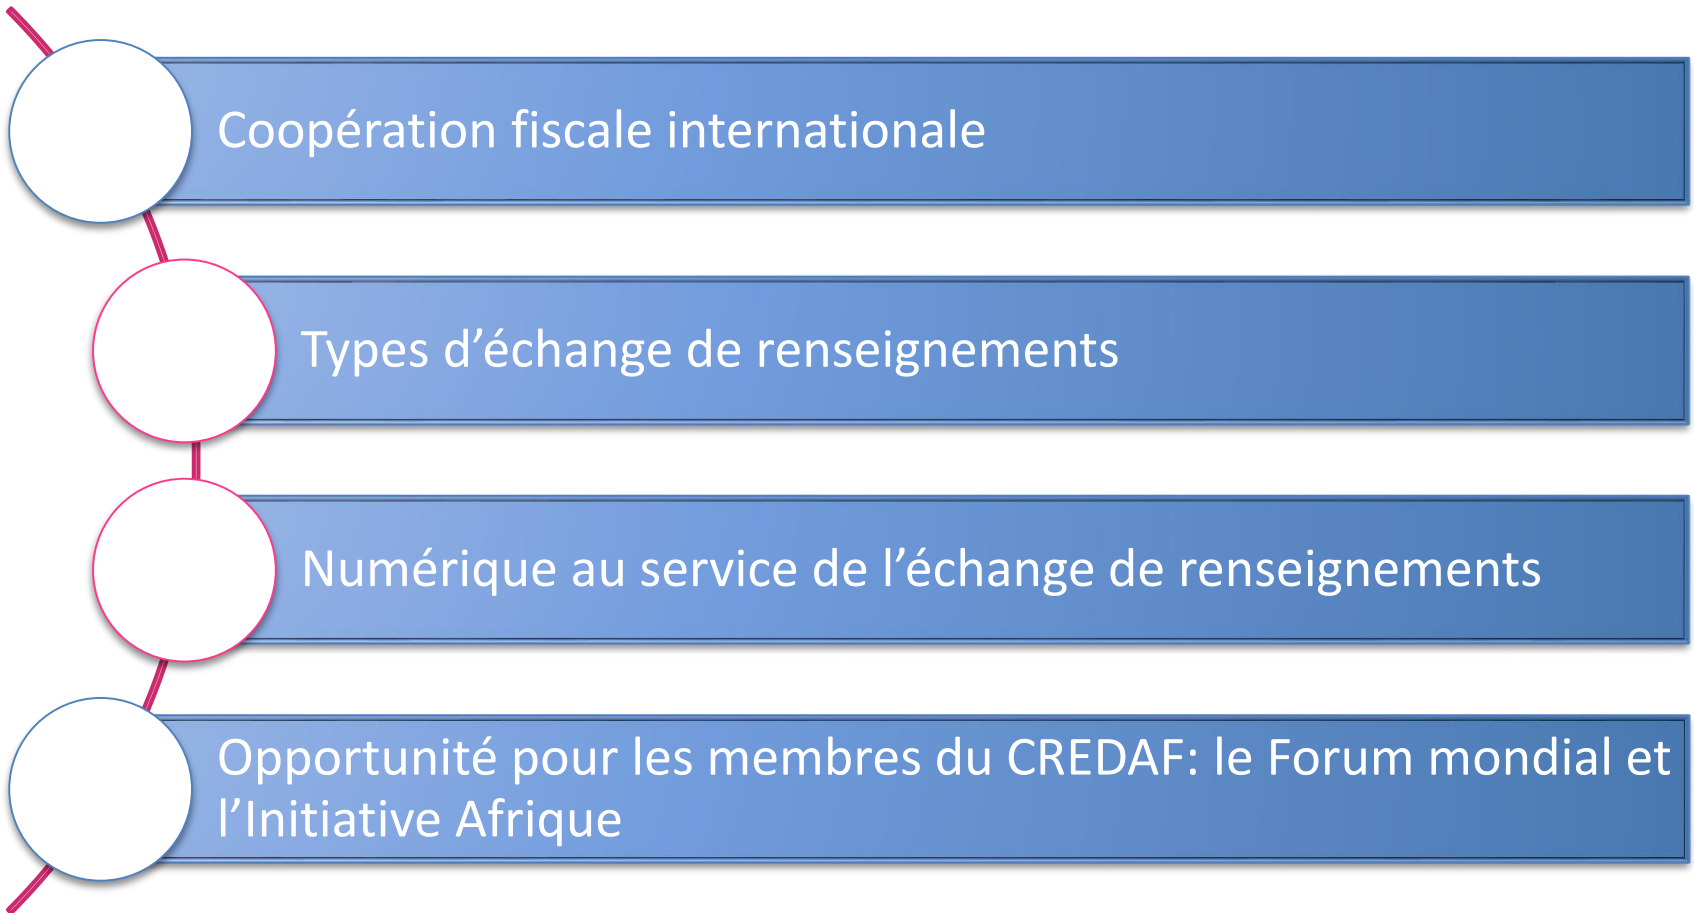 Coopération fiscale internationale
Types d’échange de renseignements
Numérique au service de l’échange de renseignements
Opportunité pour les membres du CREDAF: le Forum mondial et
l’Initiative Afrique